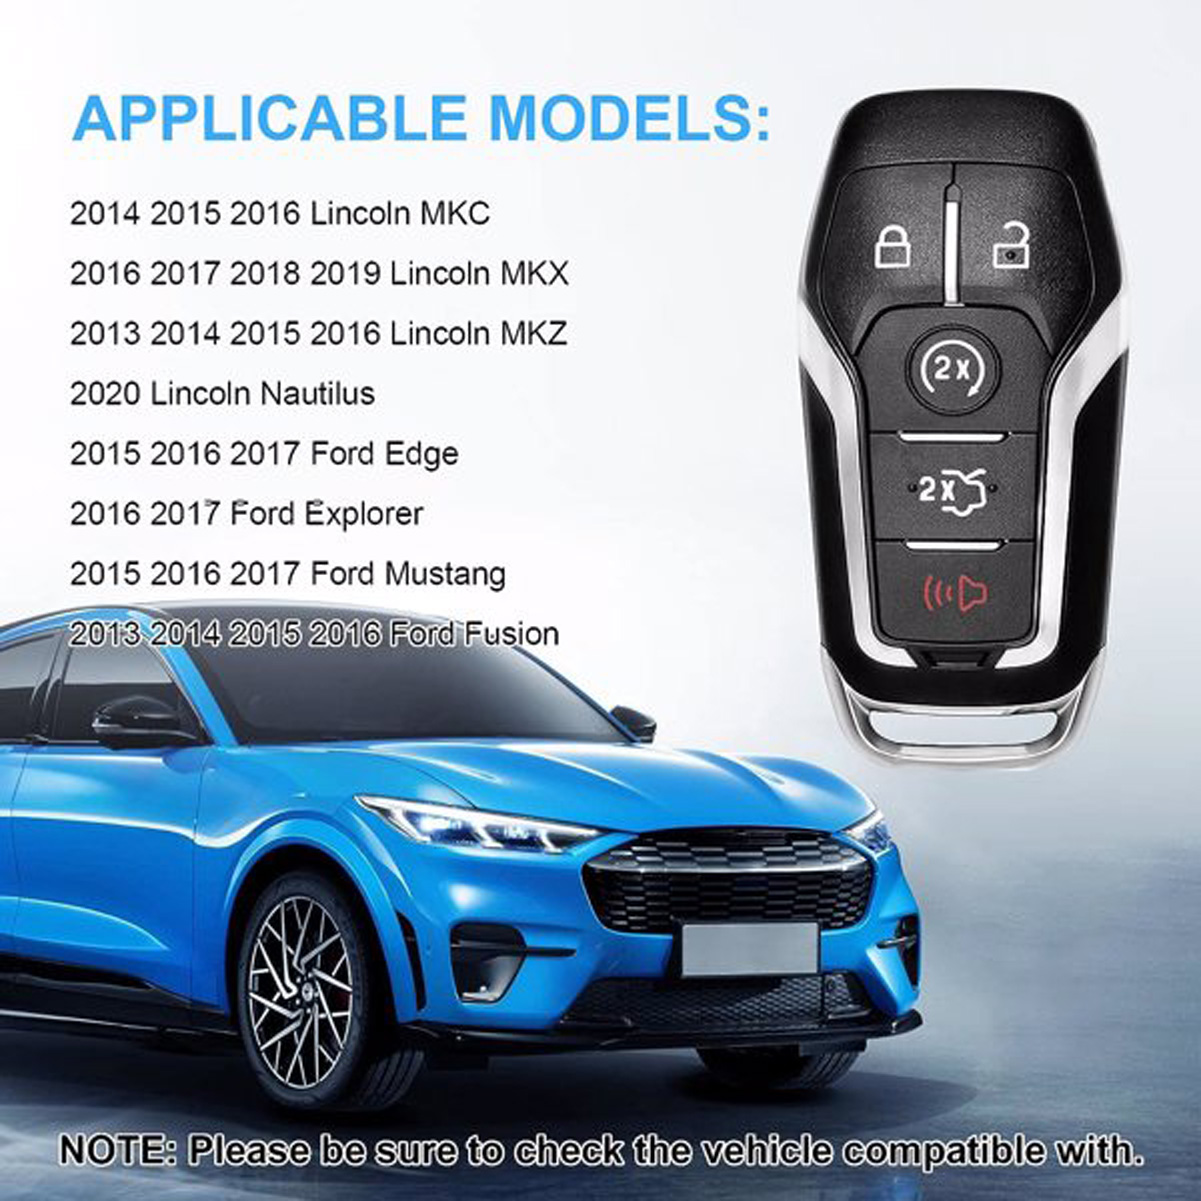 APPLICABLE MODELS:
2014 2015 2016 Lincoln MKC
2016 2017 2018 2019 Lincoln MKX
2013 2014 2015 2016 Lincoln MKZ
2020 Lincoln Nautilus
2015 2016 2017 Ford Edge
2016 2017 Ford Explorer
2015 2016 2017 Ford Mustang
2013 2014 2015 2016 Ford Fusion
2X
2X
NOTE: Please be sure to check the vehicle compatible with.